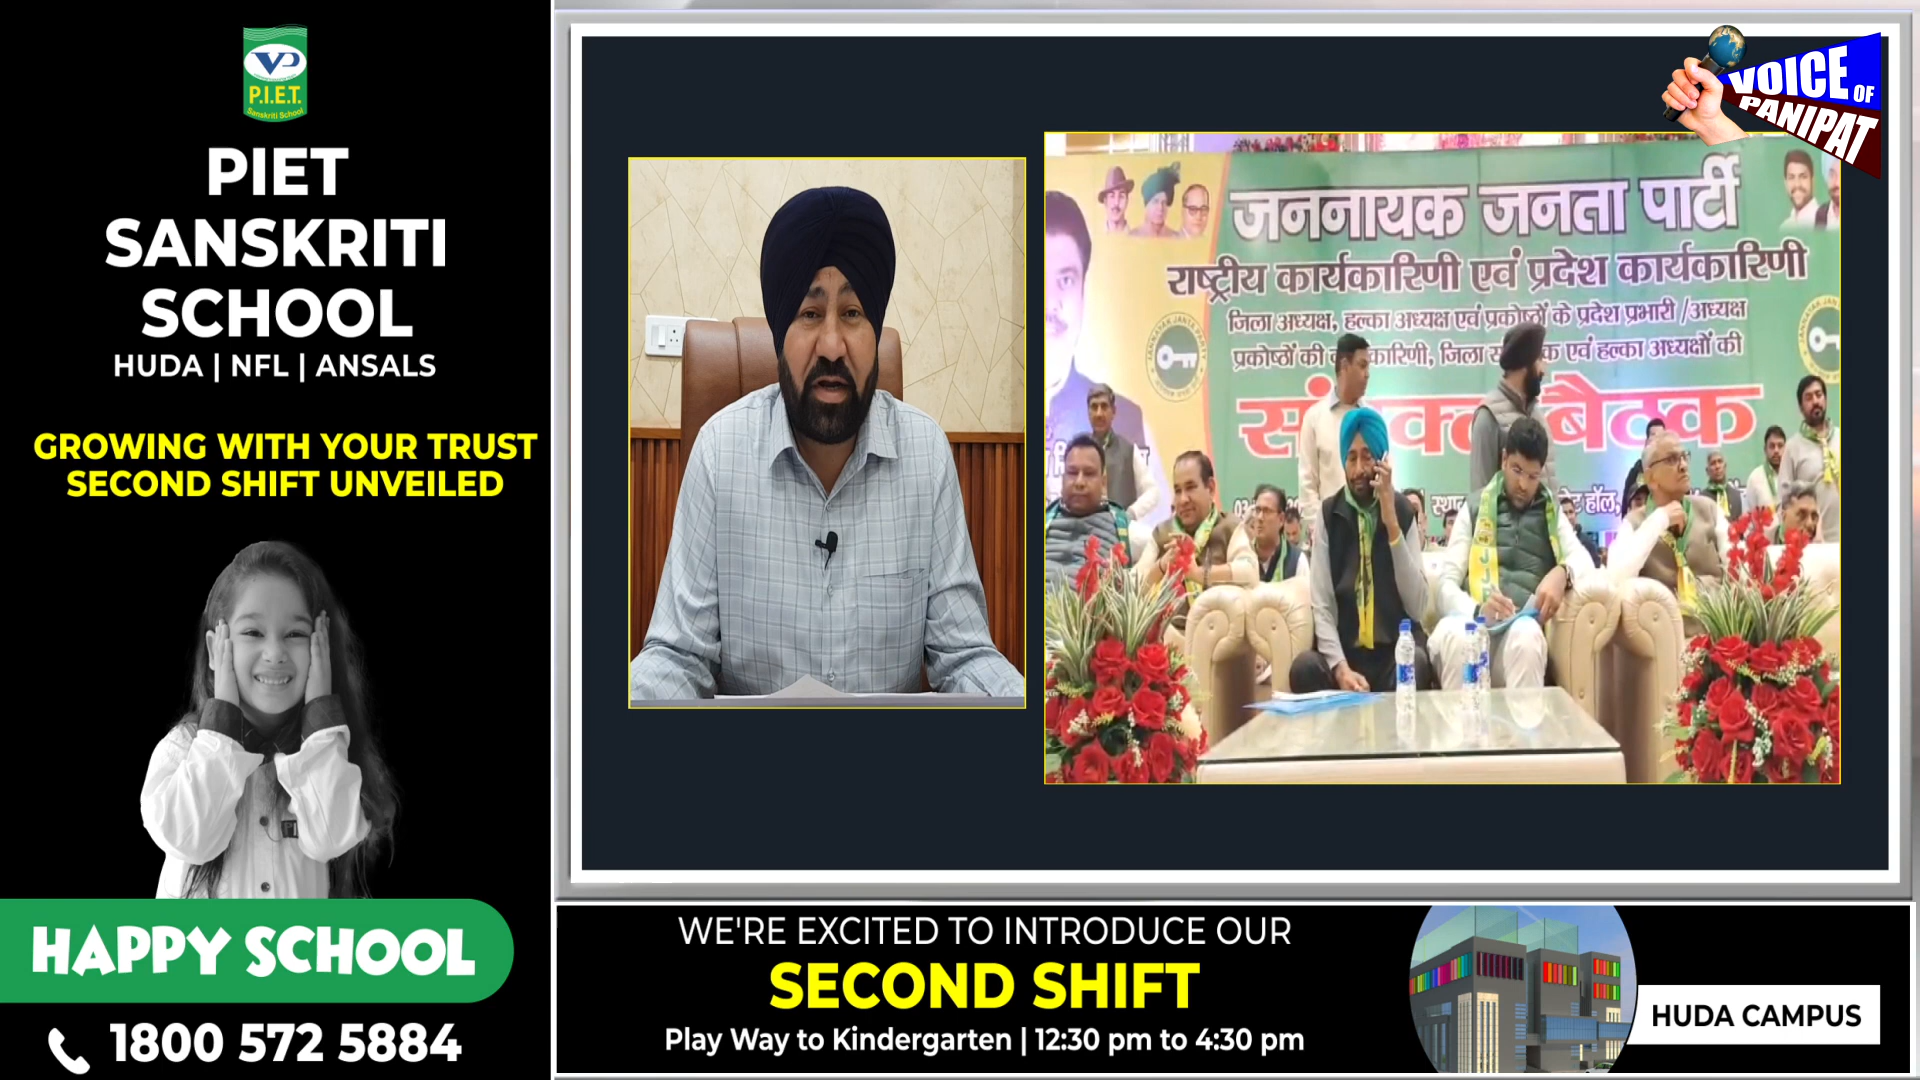 VP
P.I.E.T.
Sanskriti School
PIET
SANSKRITI
SCHOOL
HUDA | NFL | ANSALS
GROWING WITH YOUR TRUST
SECOND SHIFT UNVEILED
HAPPY SCHOOL
1800 572 5884
VOICE OF
PANIPAT
जननायक जनता पार्टी
राष्ट्रीय कार्यकारिणी एवं प्रदेश कार्यकारिणी
जिला अध्यक्ष, हल्का अध्यक्ष एवं प्रकोष्ठों के प्रदेश प्रभारी /अध्यक्ष
प्रकोष्ठों की कारिणी, जिला एवं हल्का अध्यक्षों की
बैठक
हॉल,
WE'RE EXCITED TO INTRODUCE OUR
SECOND SHIFT
Play Way to Kindergarten | 12:30 pm to 4:30 pm
HUDA CAMPUS